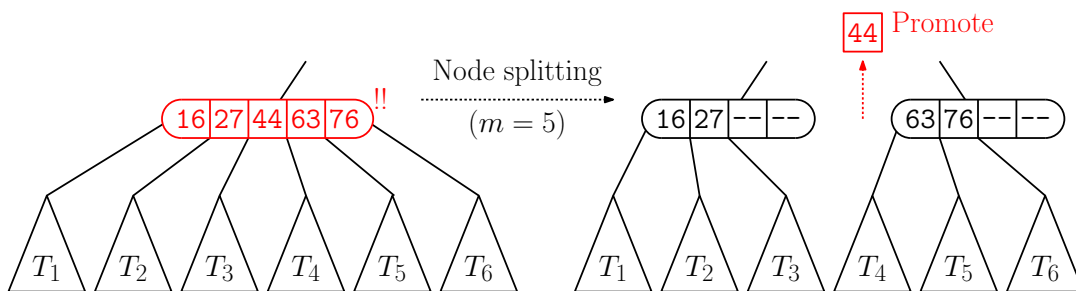 44 Promote
Node splitting
(m = 5)
16 27 44 63 76 !!
16 27 -- --
63 76 -- --
T1 T2 T3 T4 T5 T6
T1 T2 T3 T4 T5 T6